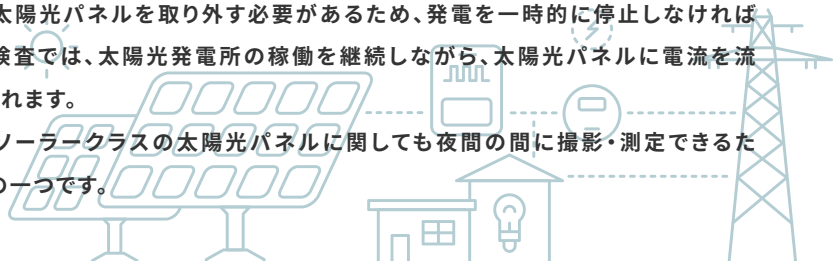 太陽光パネルを取り外す必要があるため、発電を一時的に停止しなければ
検査では、太陽光発電所の稼働を継続しながら、太陽光パネルに電流を流
れます。
ソーラークラスの太陽光パネルに関しても夜間の間に撮影・測定できるた
の一つです。